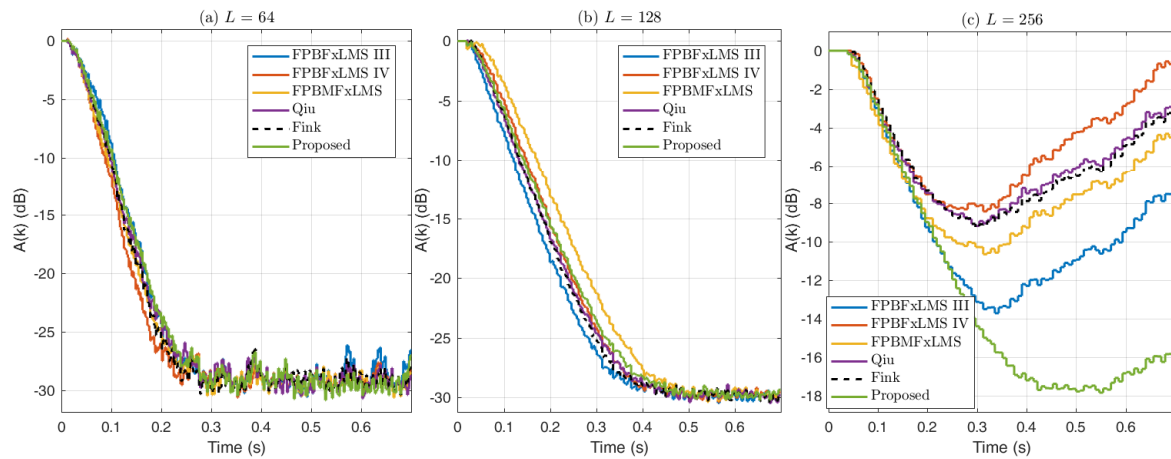 (a) L = 64
A(k) (dB)
0
-5
-10
-15
-20
-25
-30
FPBFxLMS III
FPBFxLMS IV
FPBMFxLMS
Qiu
Fink
Proposed
0 0.1 0.2 0.3 0.4 0.5 0.6
Time (s)
(b) L = 128
A(k) (dB)
0
-5
-10
-15
-20
-25
-30
FPBFxLMS III
FPBFxLMS IV
FPBMFxLMS
Qiu
Fink
Proposed
0 0.1 0.2 0.3 0.4 0.5 0.6
Time (s)
(c) L = 256
A(k) (dB)
0
-2
-4
-6
-8
-10
-12
-14
-16
-18
FPBFxLMS III
FPBFxLMS IV
FPBMFxLMS
Qiu
Fink
Proposed
0 0.1 0.2 0.3 0.4 0.5 0.6
Time (s)